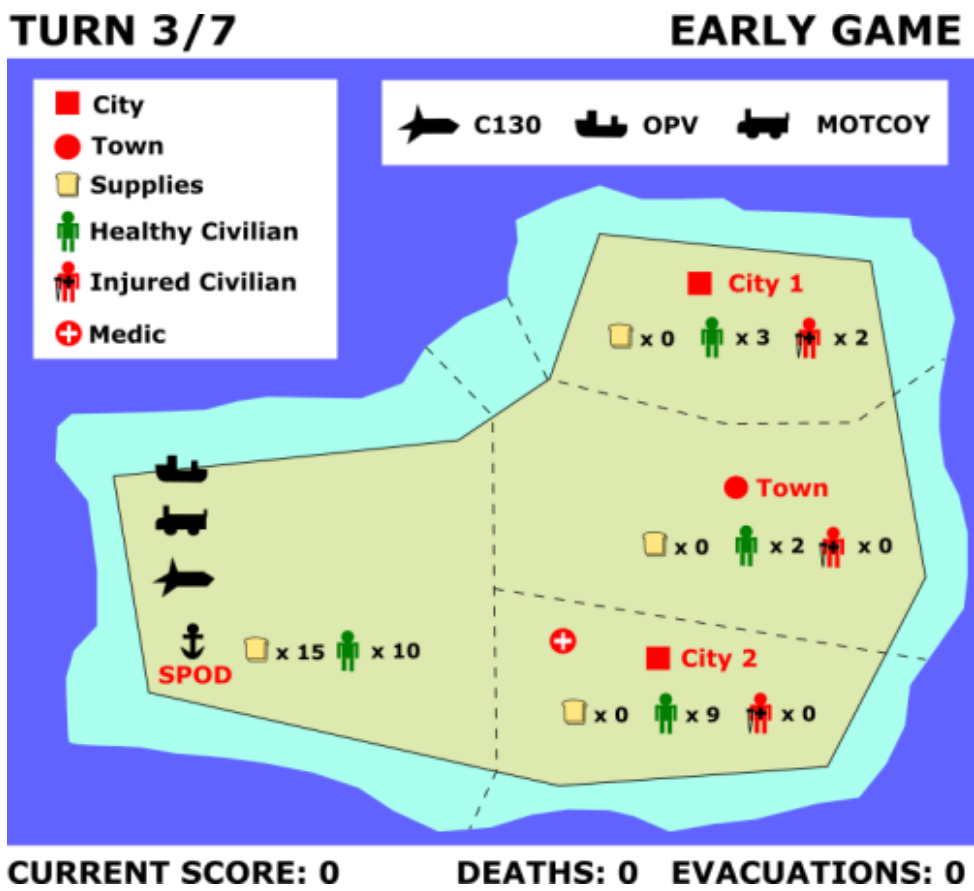 TURN 3/7 EARLY GAME
City
Town
Supplies
Healthy Civilian
Injured Civilian
Medic
C130 OPV MOTCOY
City 1
x 0 x 3 x 2
Town
x 0 x 2 x 0
SPOD x 15 x 10
City 2
x 0 x 9 x 0
CURRENT SCORE: 0 DEATHS: 0 EVACUATIONS: 0